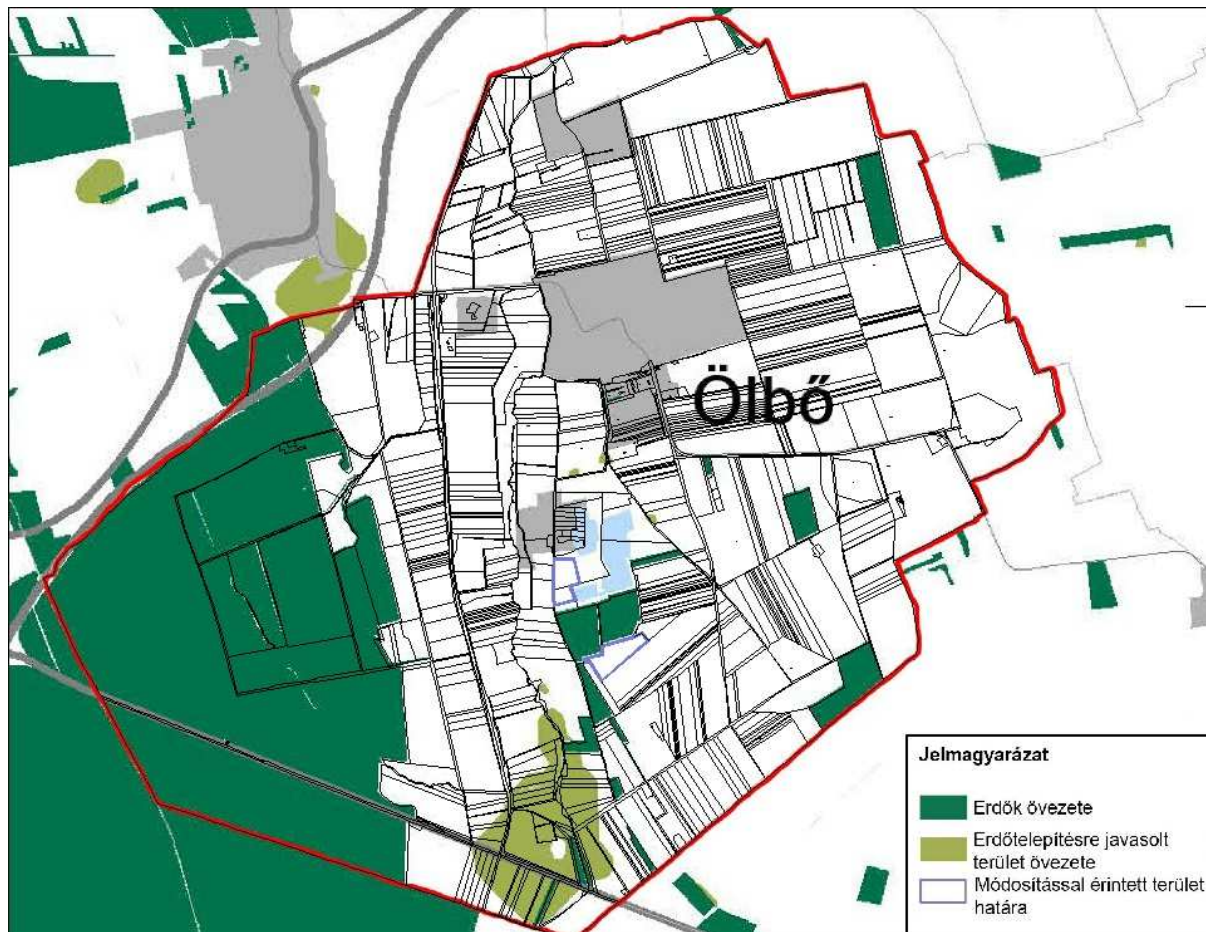 Ölbő
Jelmagyarázat
Erdők övezete
Erdőtelepítésre javasolt
terület övezete
Módosítással érintett terület
határa